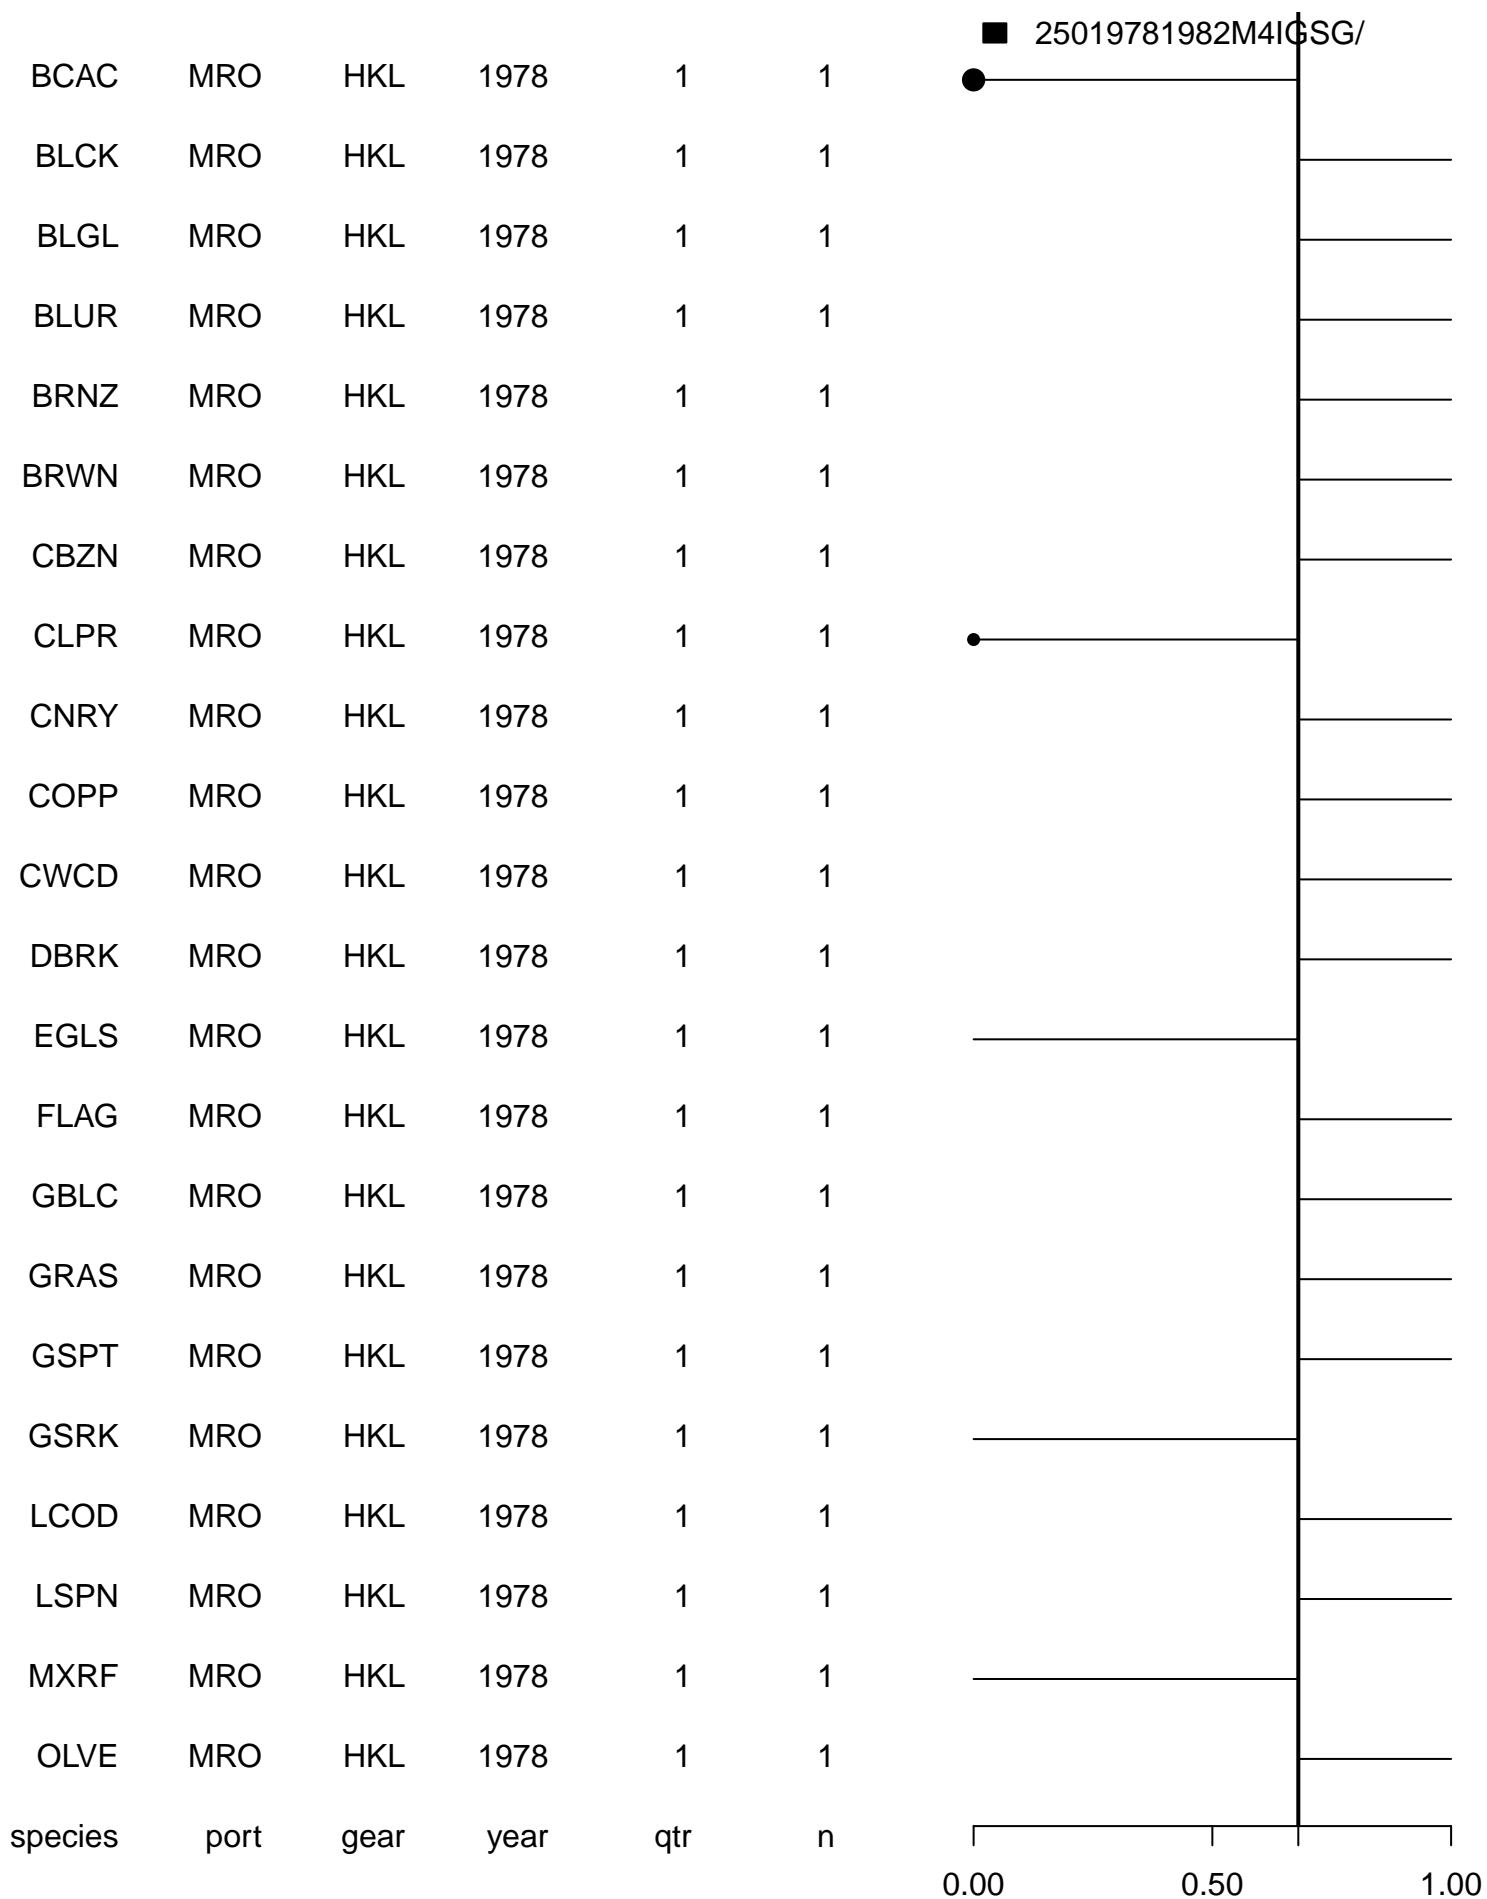 25019781982M4IGSG/
BCAC MRO HKL 1978 1 1
BLCK MRO HKL 1978 1 1
BLGL MRO HKL 1978 1 1
BLUR MRO HKL 1978 1 1
BRNZ MRO HKL 1978 1 1
BRWN MRO HKL 1978 1 1
CBZN MRO HKL 1978 1 1
CLPR MRO HKL 1978 1 1
CNRY MRO HKL 1978 1 1
COPP MRO HKL 1978 1 1
CWCD MRO HKL 1978 1 1
DBRK MRO HKL 1978 1 1
EGLS MRO HKL 1978 1 1
FLAG MRO HKL 1978 1 1
GBLC MRO HKL 1978 1 1
GRAS MRO HKL 1978 1 1
GSPT MRO HKL 1978 1 1
GSRK MRO HKL 1978 1 1
LCOD MRO HKL 1978 1 1
LSPN MRO HKL 1978 1 1
MXRF MRO HKL 1978 1 1
OLVE MRO HKL 1978 1 1
species port gear year qtr n
0.00 0.50 1.00